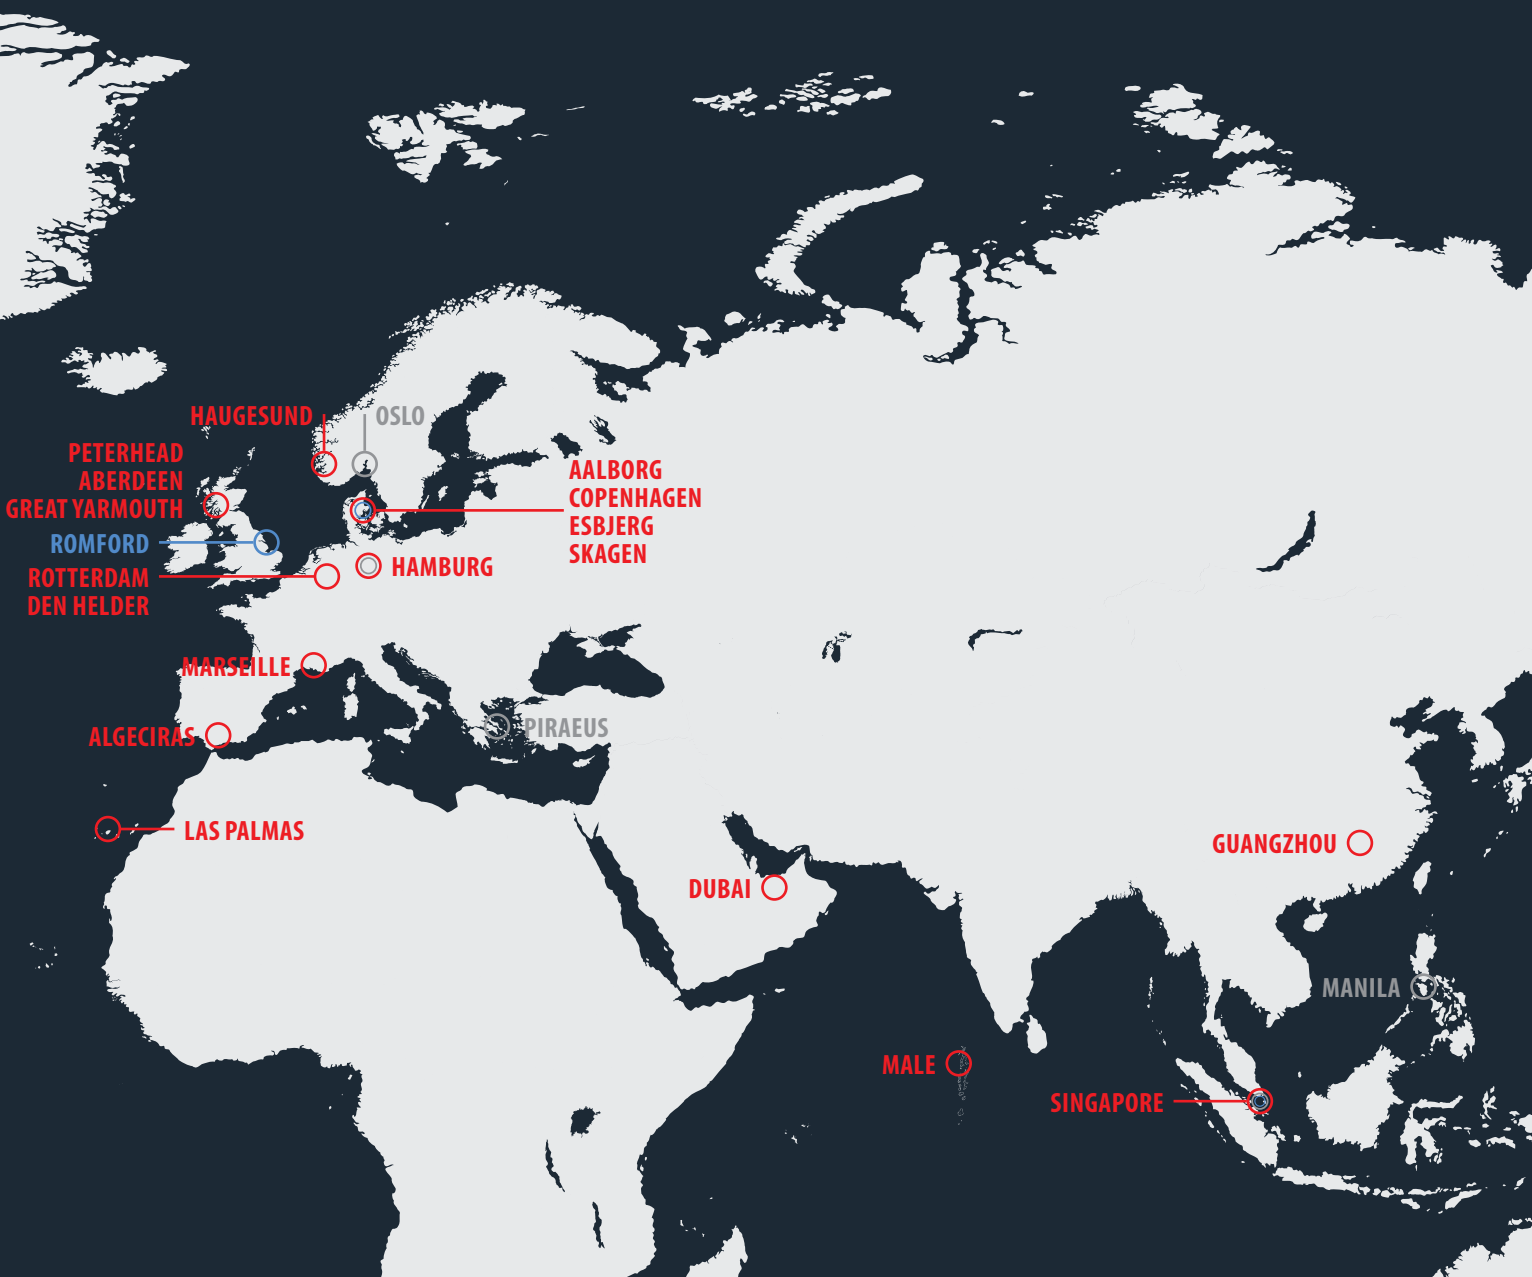 HAUGESUND
OSLO
PETERHEAD
ABERDEEN
GREAT YARMOUTH
AALBORG
COPENHAGEN
ESBJERG
SKAGEN
ROMFORD
HAMBURG
ROTTERDAM
DEN HELDER
MARSEILLE
ALGECIRAS
PIRAEUS
LAS PALMAS
GUANGZHOU
DUBAI
MANILA
MALE
SINGAPORE